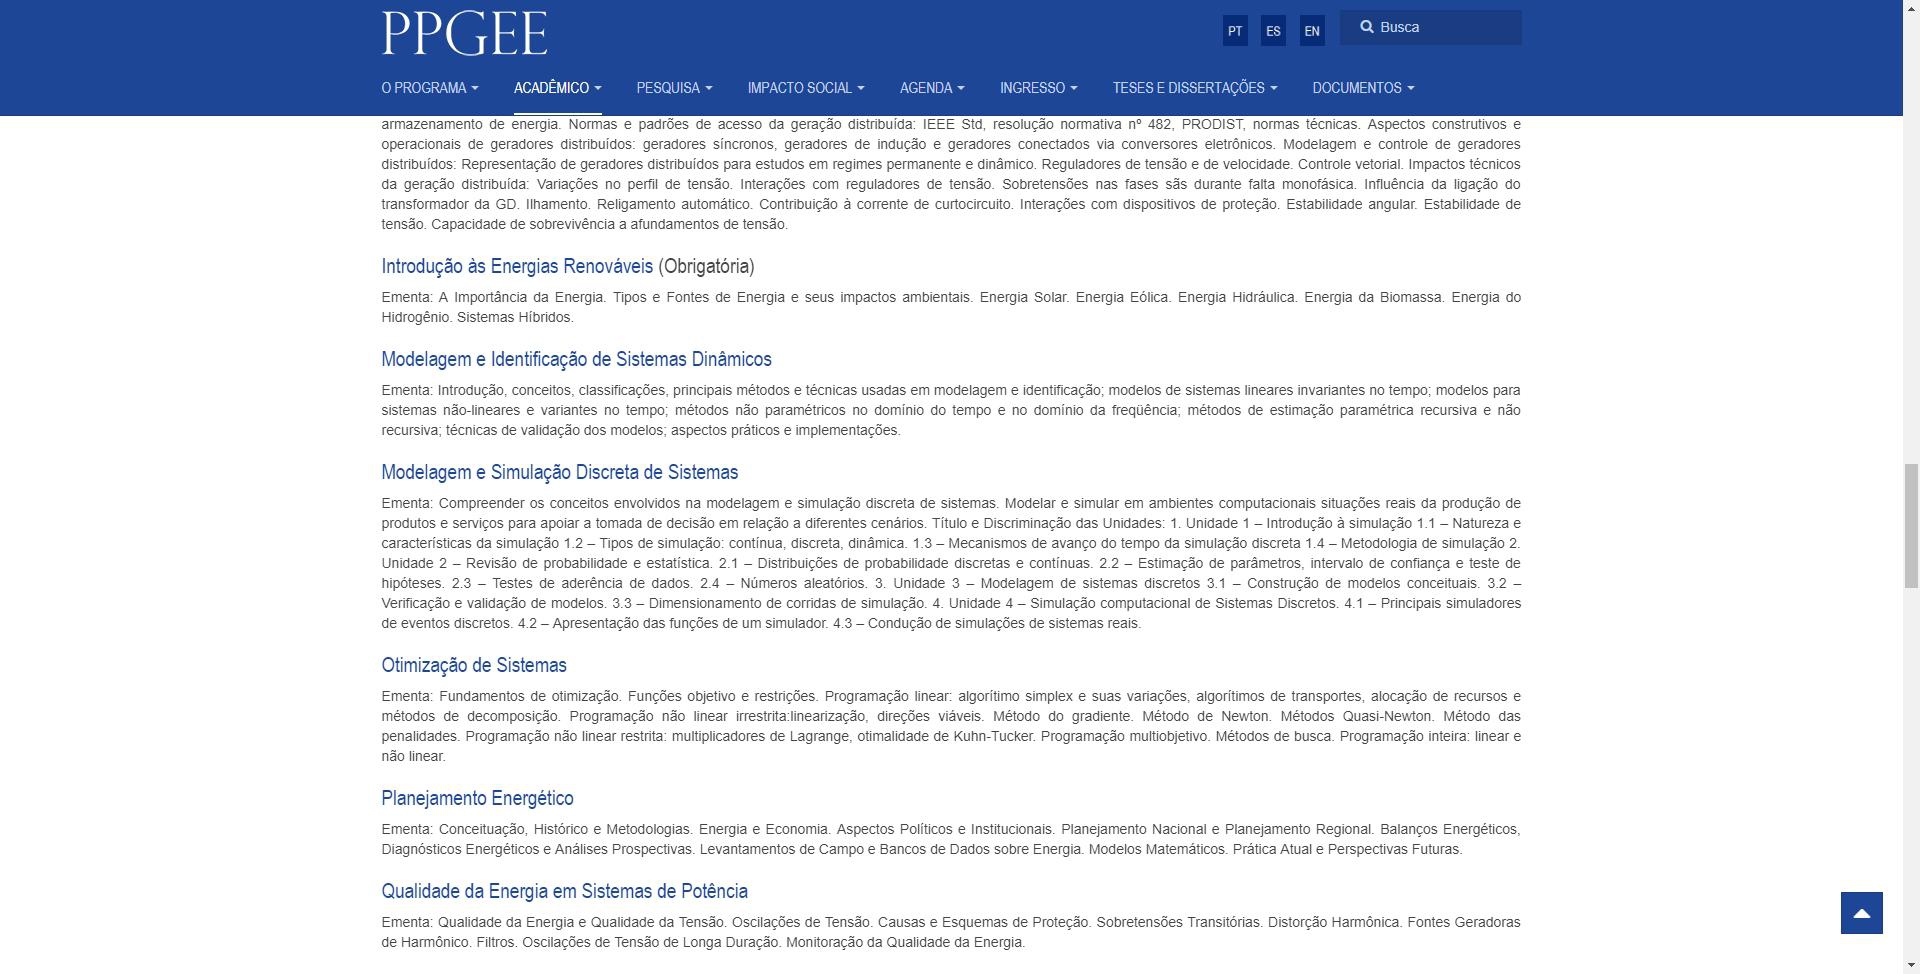 PPGEE
PT ES EN Busca
O PROGRAMA ACADÊMICO PESQUISA IMPACTO SOCIAL AGENDA INGRESSO TESES E DISSERTAÇÕES DOCUMENTOS
armazenamento de energia. Normas e padrões de acesso da geração distribuída: IEEE Std, resolução normativa nº 482, PRODIST, normas técnicas. Aspectos construtivos e
operacionais de geradores distribuídos: geradores síncronos, geradores de indução e geradores conectados via conversores eletrônicos. Modelagem e controle de geradores
distribuídos: Representação de geradores distribuídos para estudos em regimes permanente e dinâmico. Reguladores de tensão e de velocidade. Controle vetorial. Impactos técnicos
da geração distribuída: Variações no perfil de tensão. Interações com reguladores de tensão. Sobretensões nas fases sãs durante falta monofásica. Influência da ligação do
transformador da GD. Ilhamento. Religamento automático. Contribuição à corrente de curtocircuito. Interações com dispositivos de proteção. Estabilidade angular. Estabilidade de
tensão. Capacidade de sobrevivência a afundamentos de tensão.
Introdução às Energias Renováveis (Obrigatória)
Ementa: A Importância da Energia. Tipos e Fontes de Energia e seus impactos ambientais. Energia Solar. Energia Eólica. Energia Hidráulica. Energia da Biomassa. Energia do
Hidrogênio. Sistemas Híbridos.
Modelagem e Identificação de Sistemas Dinâmicos
Ementa: Introdução, conceitos, classificações, principais métodos e técnicas usadas em modelagem e identificação; modelos de sistemas lineares invariantes no tempo; modelos para
sistemas não-lineares e variantes no tempo; métodos não paramétricos no domínio do tempo e no domínio da freqüência; métodos de estimação paramétrica recursiva e não
recursiva; técnicas de validação dos modelos; aspectos práticos e implementações.
Modelagem e Simulação Discreta de Sistemas
Ementa: Compreender os conceitos envolvidos na modelagem e simulação discreta de sistemas. Modelar e simular em ambientes computacionais situações reais da produção de
produtos e serviços para apoiar a tomada de decisão em relação a diferentes cenários. Título e Discriminação das Unidades: 1. Unidade 1 – Introdução à simulação 1.1 – Natureza e
características da simulação 1.2 – Tipos de simulação: contínua, discreta, dinâmica. 1.3 – Mecanismos de avanço do tempo da simulação discreta 1.4 – Metodologia de simulação 2.
Unidade 2 – Revisão de probabilidade e estatística. 2.1 – Distribuições de probabilidade discretas e contínuas. 2.2 – Estimação de parâmetros, intervalo de confiança e teste de
hipóteses. 2.3 – Testes de aderência de dados. 2.4 – Números aleatórios. 3. Unidade 3 – Modelagem de sistemas discretos 3.1 – Construção de modelos conceituais. 3.2 –
Verificação e validação de modelos. 3.3 – Dimensionamento de corridas de simulação. 4. Unidade 4 – Simulação computacional de Sistemas Discretos. 4.1 – Principais simuladores
de eventos discretos. 4.2 – Apresentação das funções de um simulador. 4.3 – Condução de simulações de sistemas reais.
Otimização de Sistemas
Ementa: Fundamentos de otimização. Funções objetivo e restrições. Programação linear: algorítimo simplex e suas variações, algorítimos de transportes, alocação de recursos e
métodos de decomposição. Programação não linear irrestrita:linearização, direções viáveis. Método do gradiente. Método de Newton. Métodos Quasi-Newton. Método das
penalidades. Programação não linear restrita: multiplicadores de Lagrange, otimalidade de Kuhn-Tucker. Programação multiobjetivo. Métodos de busca. Programação inteira: linear e
não linear.
Planejamento Energético
Ementa: Conceituação, Histórico e Metodologias. Energia e Economia. Aspectos Políticos e Institucionais. Planejamento Nacional e Planejamento Regional. Balanços Energéticos,
Diagnósticos Energéticos e Análises Prospectivas. Levantamentos de Campo e Bancos de Dados sobre Energia. Modelos Matemáticos. Prática Atual e Perspectivas Futuras.
Qualidade da Energia em Sistemas de Potência
Ementa: Qualidade da Energia e Qualidade da Tensão. Oscilações de Tensão. Causas e Esquemas de Proteção. Sobretensões Transitórias. Distorção Harmônica. Fontes Geradoras
de Harmônico. Filtros. Oscilações de Tensão de Longa Duração. Monitoração da Qualidade da Energia.